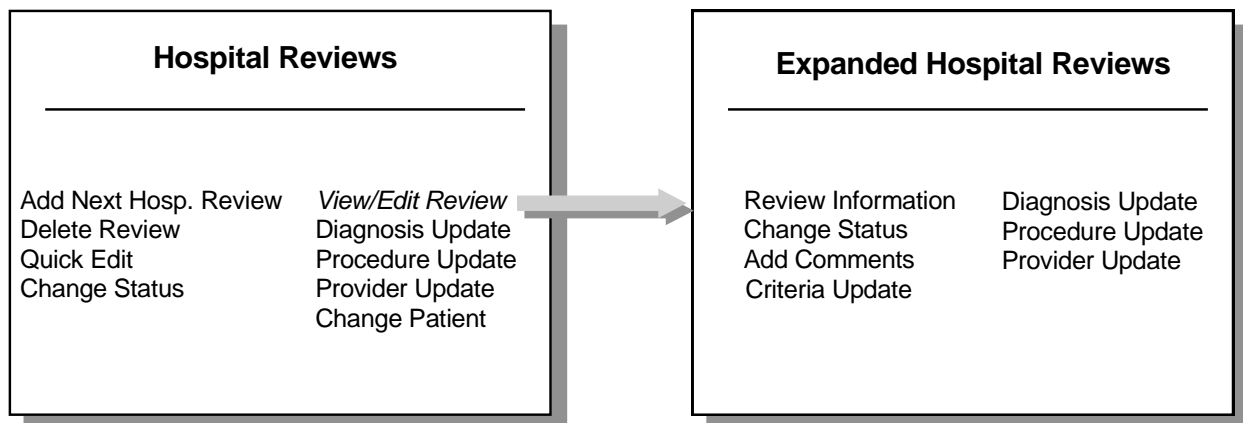 Hospital Reviews
Add Next Hosp. Review
Delete Review
Quick Edit
Change Status
View/Edit Review
Diagnosis Update
Procedure Update
Provider Update
Change Patient
Expanded Hospital Reviews
Review Information
Change Status
Add Comments
Criteria Update
Diagnosis Update
Procedure Update
Provider Update